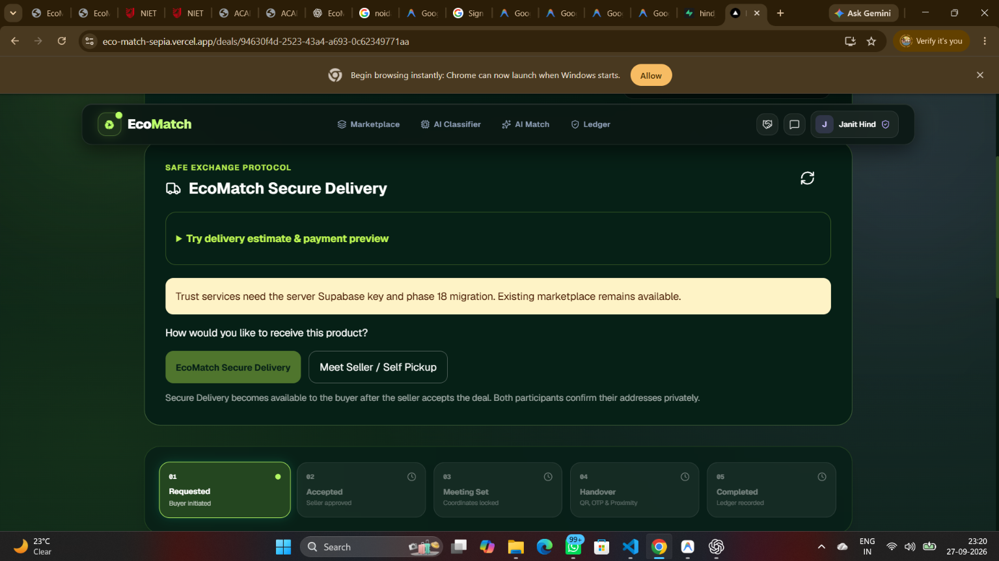 EcoM
EcoM
NIET
NIET
ACA
ACA
EcoM
noid
Goo
Sign
Goo
Goo
Goo
Goo
hind
Ask Gemini
eco-match-sepia.vercel.app/deals/94630f4d-2523-43a4-a693-0c62349771aa
Verify it's you
Begin browsing instantly: Chrome can now launch when Windows starts.
Allow
EcoMatch
Marketplace
AI Classifier
AI Match
Ledger
J
Janit Hind
SAFE EXCHANGE PROTOCOL
EcoMatch Secure Delivery
Try delivery estimate & payment preview
Trust services need the server Supabase key and phase 18 migration. Existing marketplace remains available.
How would you like to receive this product?
EcoMatch Secure Delivery
Meet Seller / Self Pickup
Secure Delivery becomes available to the buyer after the seller accepts the deal. Both participants confirm their addresses privately.
01
Requested
Buyer initiated
02
Accepted
Seller approved
03
Meeting Set
Coordinates locked
04
Handover
QR, OTP & Proximity
05
Completed
Ledger recorded
23°C
Clear
Search
99+
ENG
IN
23:20
27-09-2026